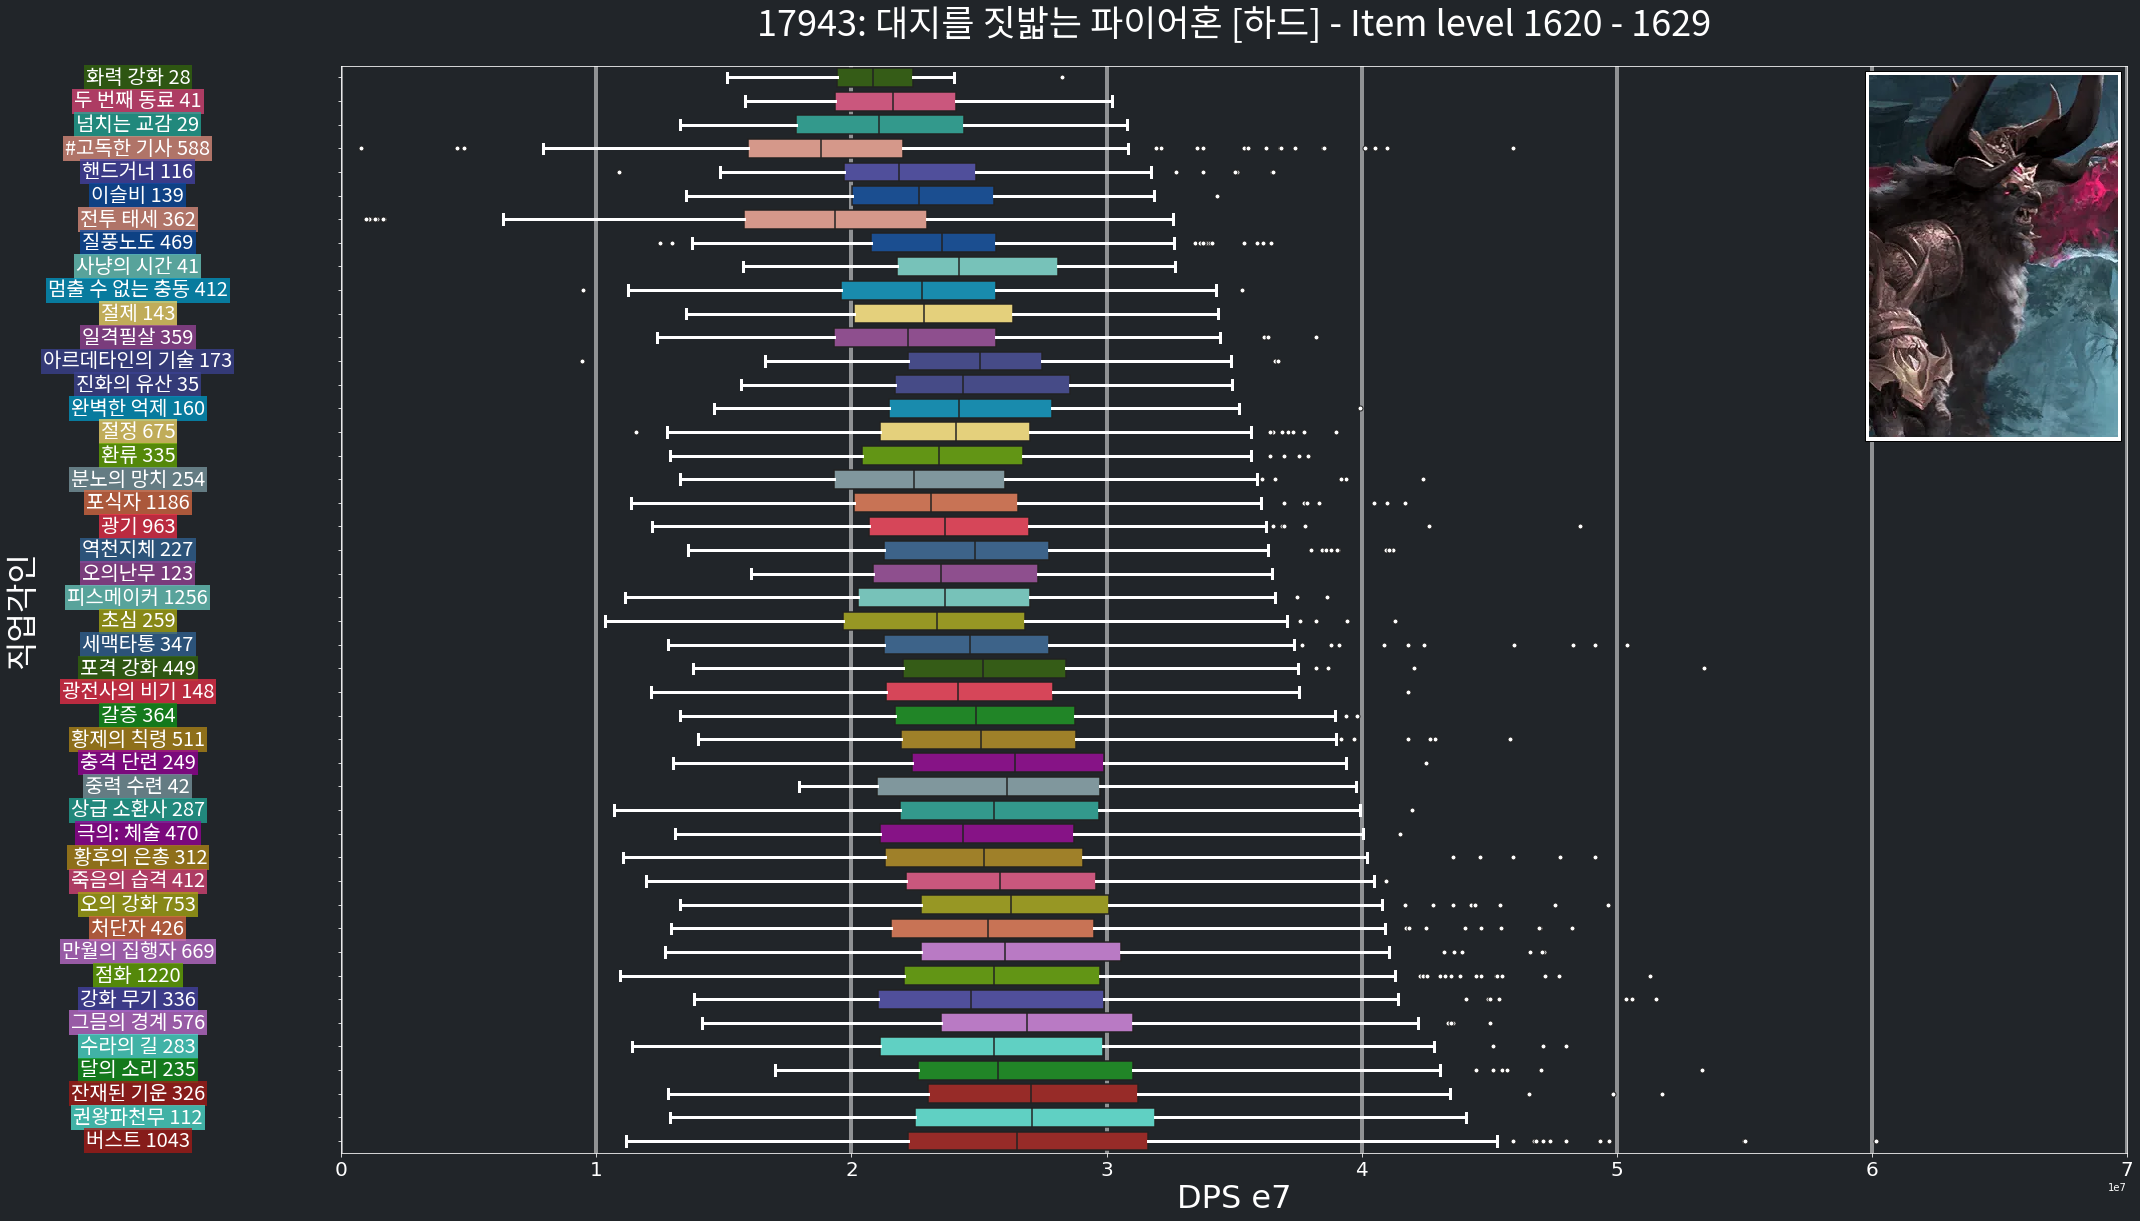 17943: 대지를 짓밟는 파이어혼 [하드] - Item level 1620 - 1629
직업각인
화력 강화 28
두 번째 동료 41
넘치는 교감 29
#고독한 기사 588
핸드거너 116
이슬비 139
전투 태세 362
질풍노도 469
사냥의 시간 41
멈출 수 없는 충동 412
절제 143
일격필살 359
아르데타인의 기술 173
진화의 유산 35
완벽한 억제 160
절정 675
환류 335
분노의 망치 254
포식자 1186
광기 963
역천지체 227
오의난무 123
피스메이커 1256
초심 259
세맥타통 347
포격 강화 449
광전사의 비기 148
갈증 364
황제의 칙령 511
충격 단련 249
중력 수련 42
상급 소환사 287
극의: 체술 470
황후의 은총 312
죽음의 습격 412
오의 강화 753
처단자 426
만월의 집행자 669
점화 1220
강화 무기 336
그믐의 경계 576
수라의 길 283
달의 소리 235
잔재된 기운 326
권왕파천무 112
버스트 1043
0 1 2 3 4 5 6 7
1e7
DPS e7